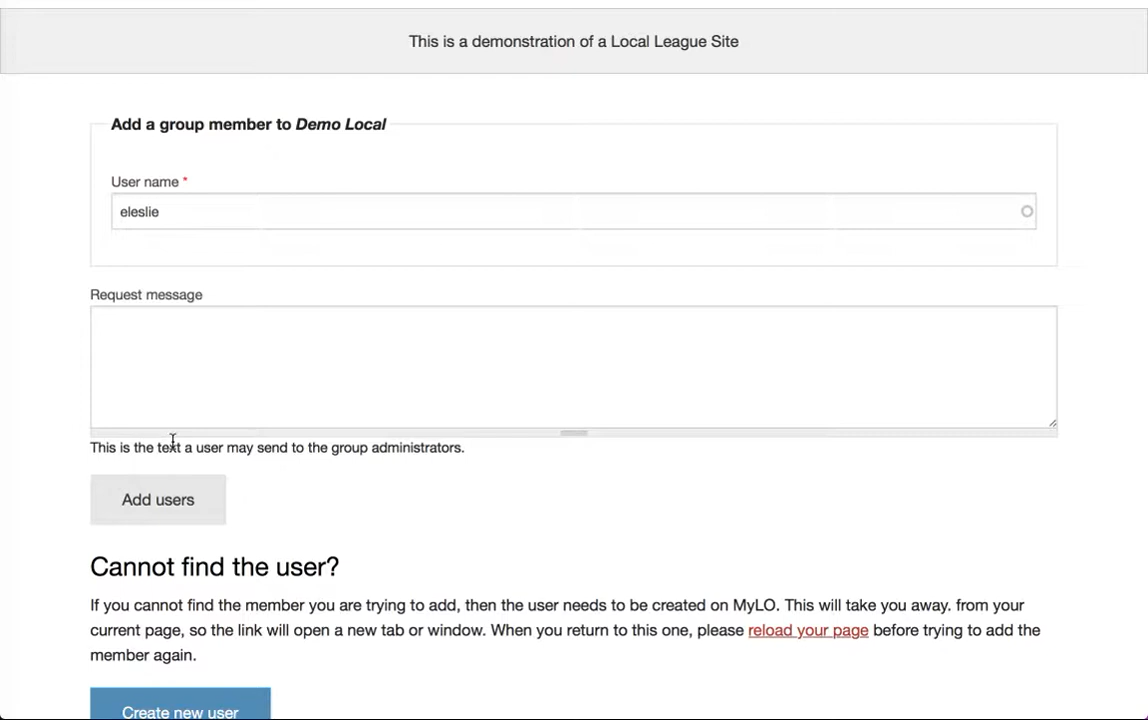 This is a demonstration of a Local League Site
Add a group member to Demo Local
User name *
eleslie
Request message
This is the text a user may send to the group administrators.
Add users
Cannot find the user?
If you cannot find the member you are trying to add, then the user needs to be created on MyLO. This will take you away. from your
current page, so the link will open a new tab or window. When you return to this one, please reload your page before trying to add the
member again.
Create new user